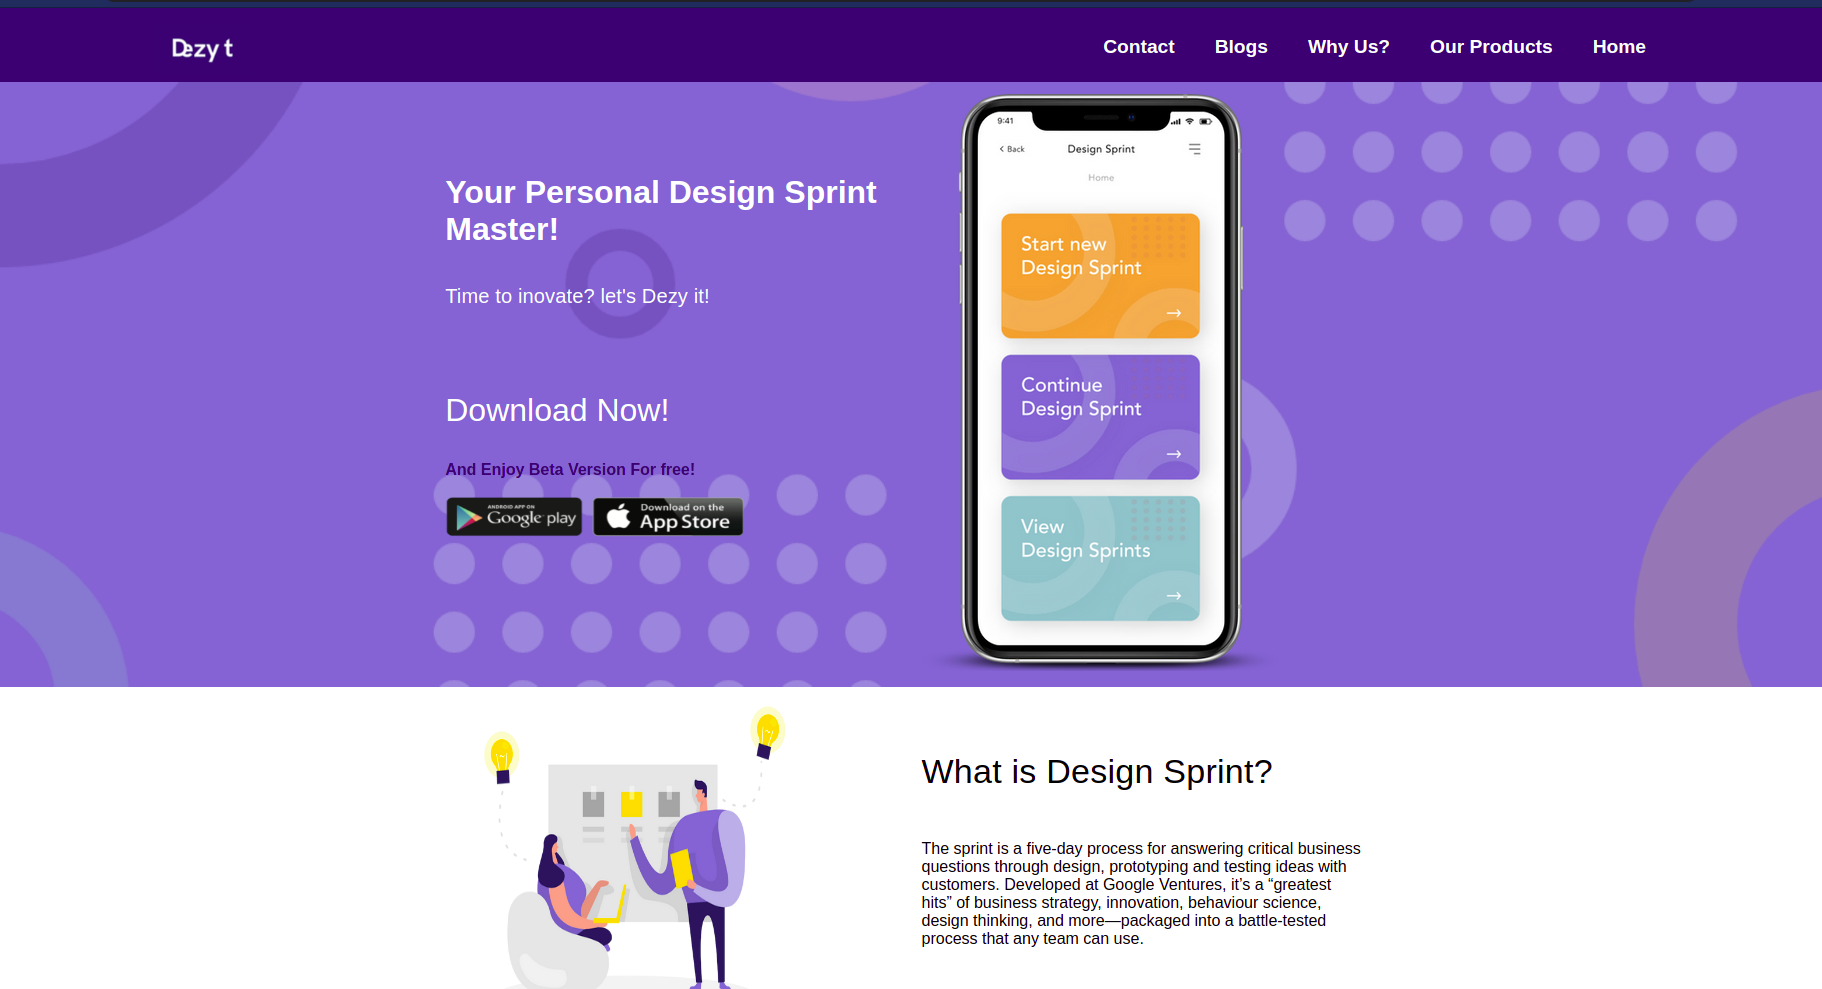 Dezy t
Contact Blogs Why Us? Our Products Home
Your Personal Design Sprint
Master!
Time to inovate? let's Dezy it!
Download Now!
And Enjoy Beta Version For free!
ANDROID APP ON
Google play
Download on the
App Store
9:41
Back Design Sprint
Home
Start new
Design Sprint
Continue
Design Sprint
View
Design Sprints
What is Design Sprint?
The sprint is a five-day process for answering critical business
questions through design, prototyping and testing ideas with
customers. Developed at Google Ventures, it’s a “greatest
hits” of business strategy, innovation, behaviour science,
design thinking, and more—packaged into a battle-tested
process that any team can use.